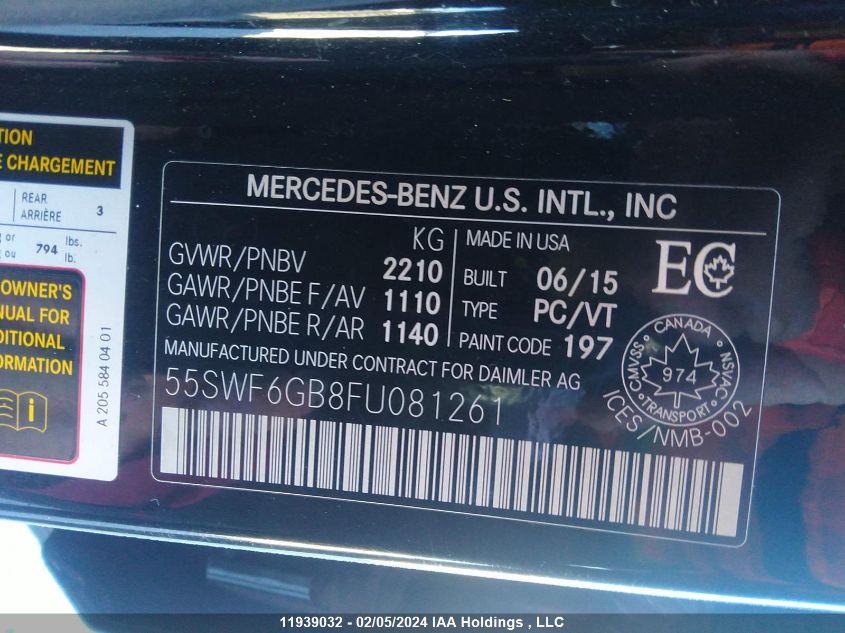 TION
E CHARGEMENT
REAR
ARRIÈRE 3
g or
g ou 794 lbs.
lb.
OWNER'S
NUAL FOR
DITIONAL
ORMATION
A 205 584 04 01
MERCEDES-BENZ U.S. INTL., INC
KG
GVWR/PNBV 2210
GAWR/PNBE F/AV 1110
GAWR/PNBE R/AR 1140
MADE IN USA
BUILT 06/15
TYPE PC/VT
PAINT CODE 197
EC
MANUFACTURED UNDER CONTRACT FOR DAIMLER AG
55SWF6GB8FU081261
CANADA
CMVSS 974 NSVAC
TRANSPORT
ICES/NMB-002
11939032 - 02/05/2024 IAA Holdings , LLC